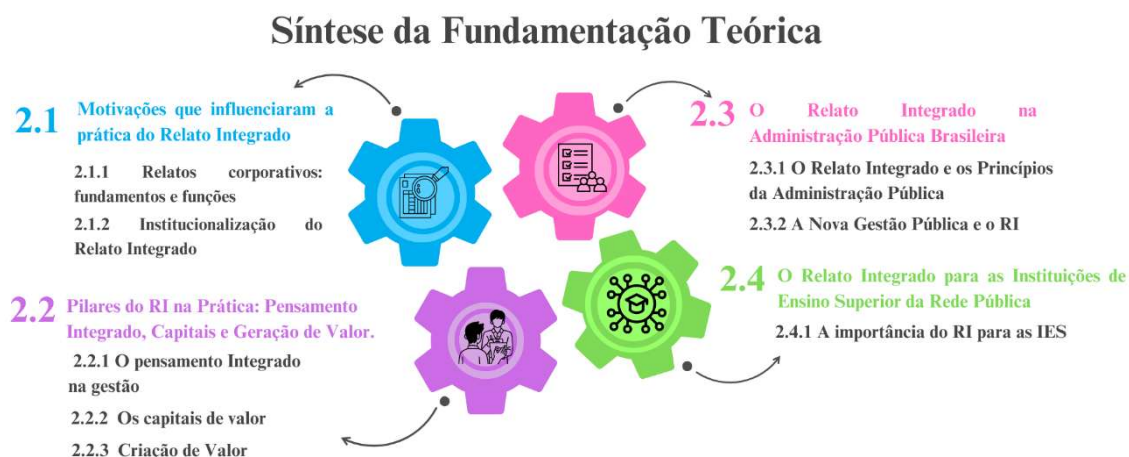 Síntese da Fundamentação Teórica
2.1
Motivações que influenciaram a
prática do Relato Integrado
2.1.1 Relatos corporativos:
fundamentos e funções
2.1.2 Institucionalização do
Relato Integrado
2.2
Pilares do RI na Prática: Pensamento
Integrado, Capitais e Geração de Valor.
2.2.1 O pensamento Integrado
na gestão
2.2.2 Os capitais de valor
2.2.3 Criação de Valor
2.3
O Relato Integrado na
Administração Pública Brasileira
2.3.1 O Relato Integrado e os Princípios
da Administração Pública
2.3.2 A Nova Gestão Pública e o RI
2.4
O Relato Integrado para as Instituições de
Ensino Superior da Rede Pública
2.4.1 A importância do RI para as IES